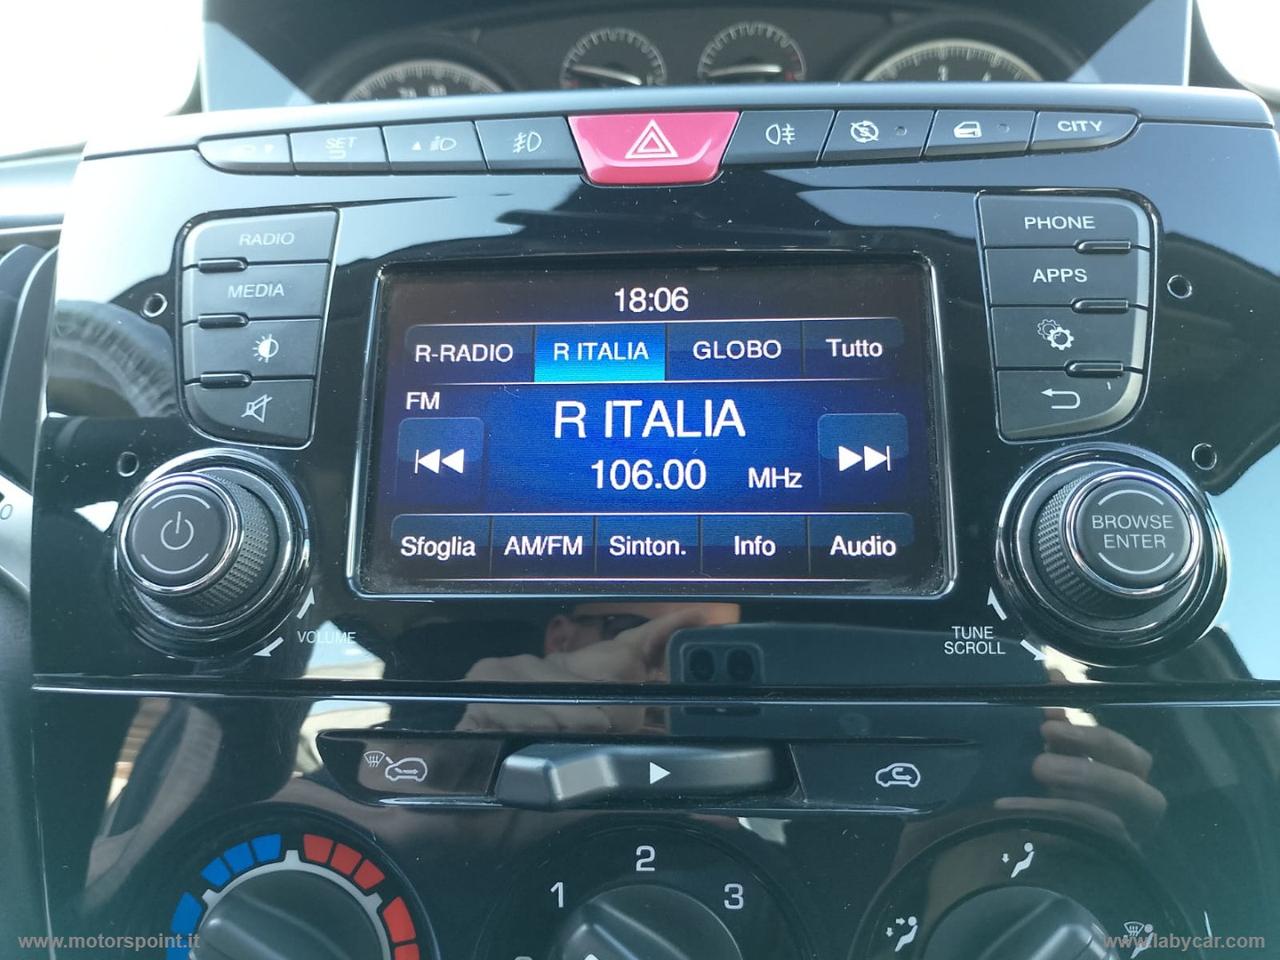 SET
CITY
RADIO
MEDIA
PHONE
APPS
18:06
R-RADIO R ITALIA GLOBO Tutto
FM
R ITALIA
106.00 MHz
Sfoglia AM/FM Sinton. Info Audio
BROWSE
ENTER
VOLUME
TUNE
SCROLL
1 2 3
www.motorspoint.it
www.labycar.com